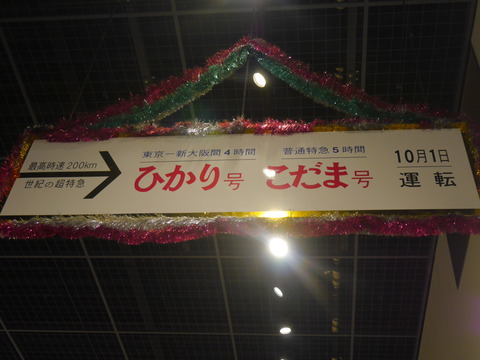 最高時速200km
世紀の超特急
東京ー新大阪間4時間
ひかり号
普通特急5時間
こだま号
10月1日
運転